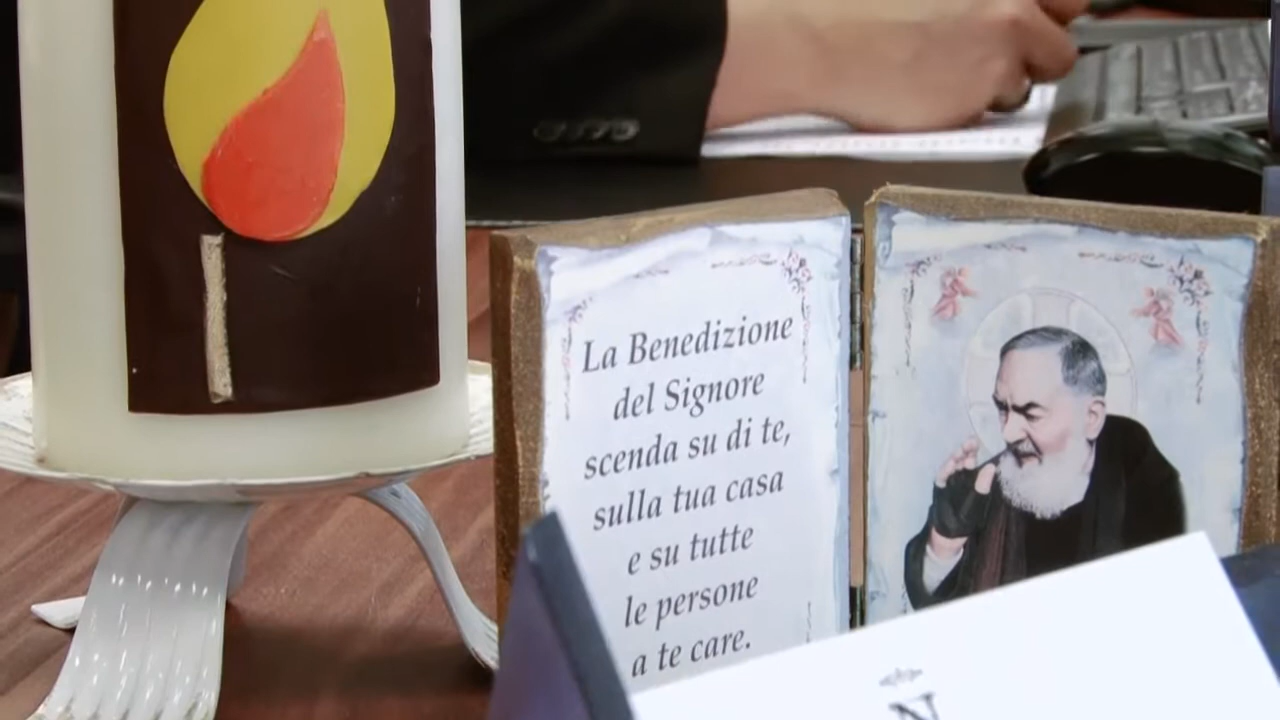 La Benedizione
del Signore
scenda su di te,
sulla tua casa
e su tutte
le persone
a te care.
N